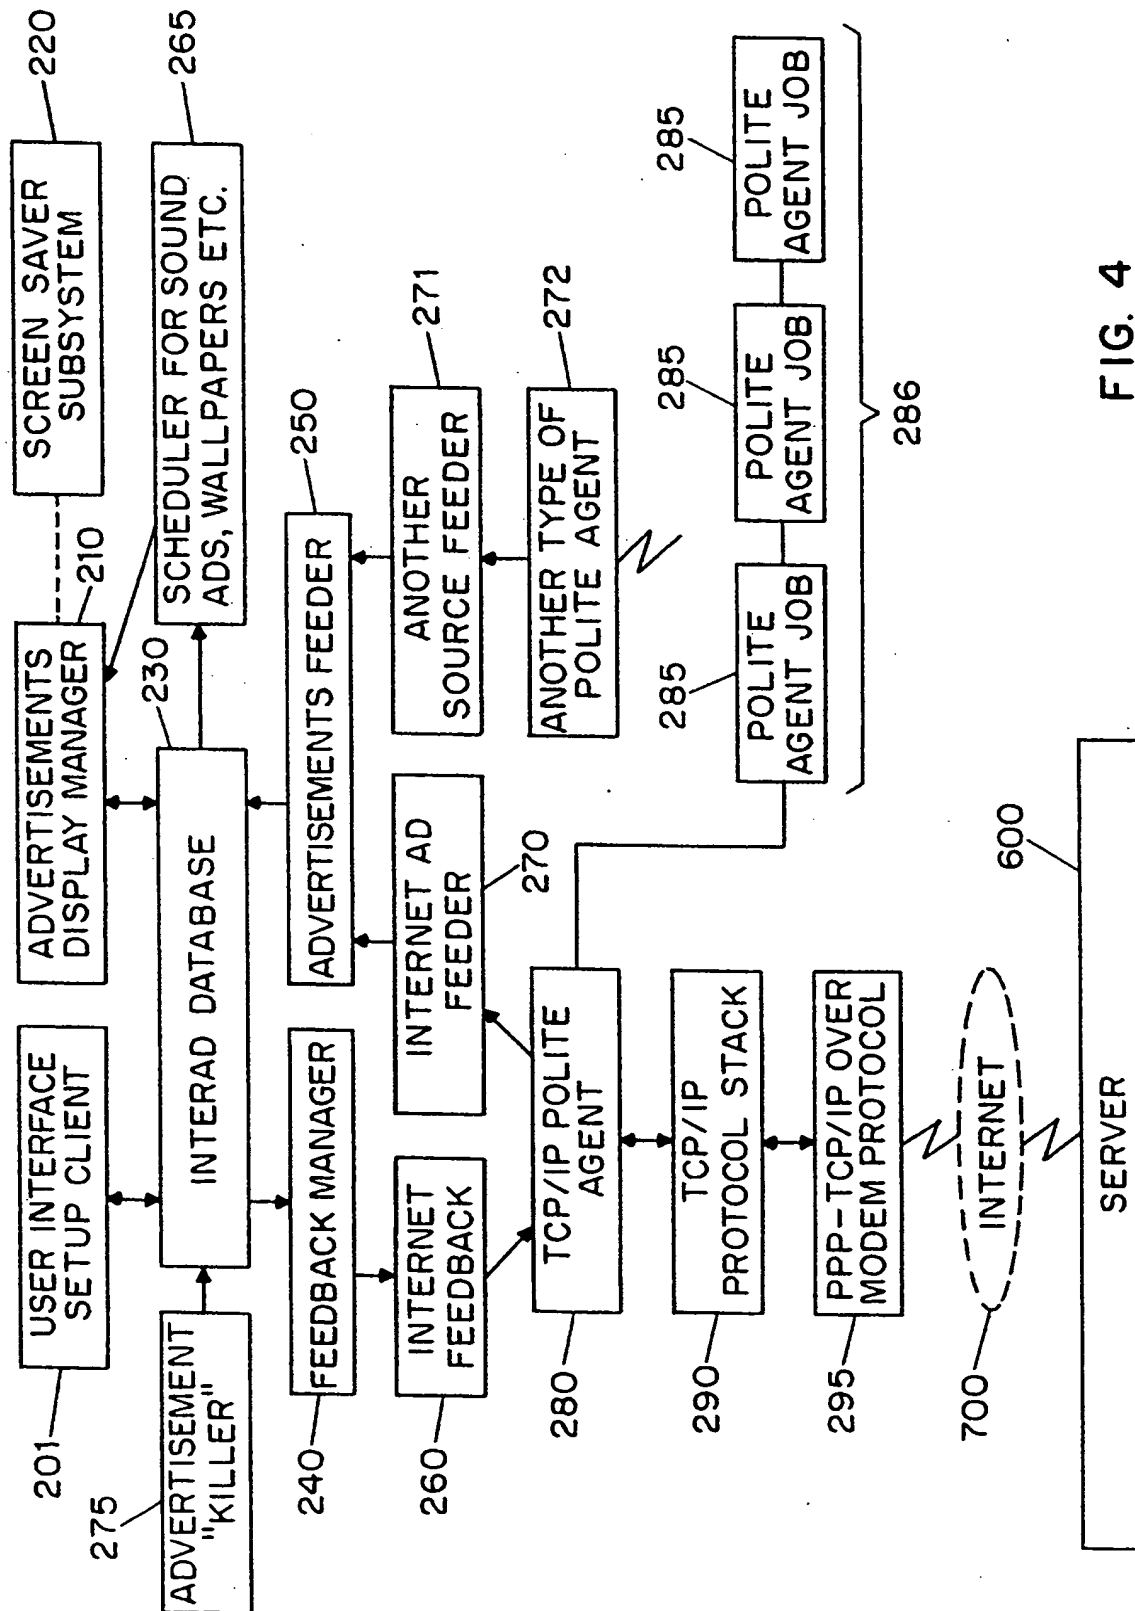 201
USER INTERFACE
SETUP CLIENT
ADVERTISEMENTS
DISPLAY MANAGER
210
SCREEN SAVER
SUBSYSTEM
220
275
ADVERTISEMENT
"KILLER"
INTERAD DATABASE
230
SCHEDULER FOR SOUND
ADS, WALLPAPERS ETC.
265
240
FEEDBACK MANAGER
ADVERTISEMENTS FEEDER
250
260
INTERNET
FEEDBACK
INTERNET AD
FEEDER
270
ANOTHER
SOURCE FEEDER
271
280
TCP/IP POLITE
AGENT
ANOTHER TYPE OF
POLITE AGENT
272
290
TCP/IP
PROTOCOL STACK
285
POLITE
AGENT JOB
285
POLITE
AGENT JOB
285
POLITE
AGENT JOB
286
295
PPP-TCP/IP OVER
MODEM PROTOCOL
700
INTERNET
600
SERVER
FIG. 4